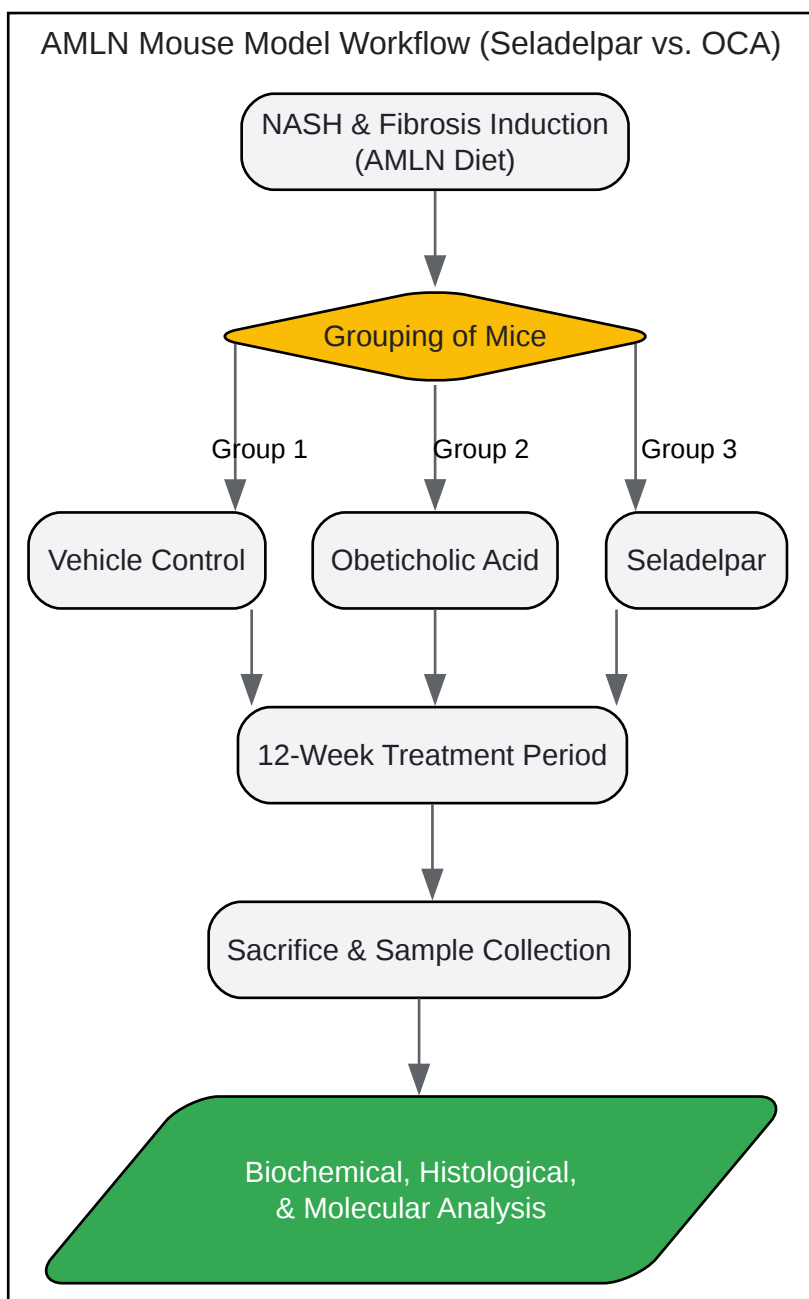 AMLN Mouse Model Workflow (Seladelpar vs. OCA)
NASH & Fibrosis Induction
(AMLN Diet)
Grouping of Mice
Group 1
Group 2
Group 3
Vehicle Control
Obeticholic Acid
Seladelpar
12-Week Treatment Period
Sacrifice & Sample Collection
Biochemical, Histological,
& Molecular Analysis